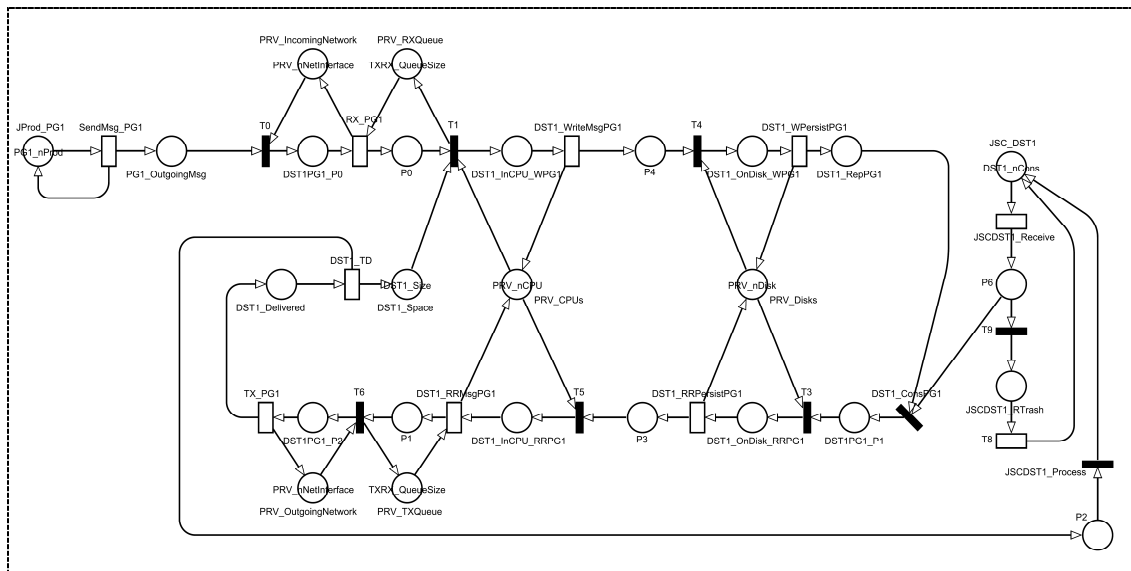 PRV_IncomingNetwork
PRV_RXQueue
PRV_nNetInterface
TXRX_QueueSize
JProd_PG1
SendMsg_PG1
T0
RX_PG1
T1
DST1_WriteMsgPG1
T4
DST1_WPersistPG1
JSC_DST1
PG1_nProd
PG1_OutgoingMsg
DST1PG1_P0
P0
DST1_InCPU_WPG1
P4
DST1_OnDisk_WPG1
DST1_RepPG1
DST1_nCons
JSCDST1_Receive
DST1_TD
DST1_Size
PRV_nCPU
PRV_nDisk
P6
DST1_Delivered
DST1_Space
PRV_CPUs
PRV_Disks
T9
TX_PG1
T6
DST1_RRMsgPG1
T5
DST1_RRPersistPG1
T3
DST1_ConsPG1
JSCDST1_RTrash
DST1PG1_P2
P1
DST1_InCPU_RRPG1
P3
DST1_OnDisk_RRPG1
DST1PG1_P1
T8
JSCDST1_Process
PRV_nNetInterface
TXRX_QueueSize
PRV_OutgoingNetwork
PRV_TXQueue
P2